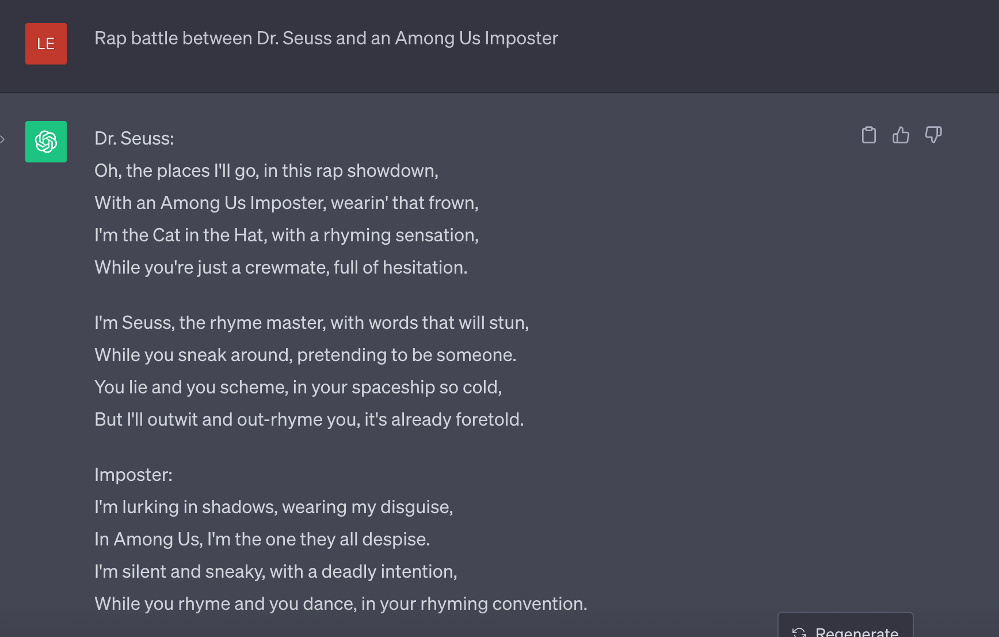 LE
Rap battle between Dr. Seuss and an Among Us Imposter
Dr. Seuss:
Oh, the places I'll go, in this rap showdown,
With an Among Us Imposter, wearin' that frown,
I'm the Cat in the Hat, with a rhyming sensation,
While you're just a crewmate, full of hesitation.
I'm Seuss, the rhyme master, with words that will stun,
While you sneak around, pretending to be someone.
You lie and you scheme, in your spaceship so cold,
But I'll outwit and out-rhyme you, it's already foretold.
Imposter:
I'm lurking in shadows, wearing my disguise,
In Among Us, I'm the one they all despise.
I'm silent and sneaky, with a deadly intention,
While you rhyme and you dance, in your rhyming convention.
Regenerate